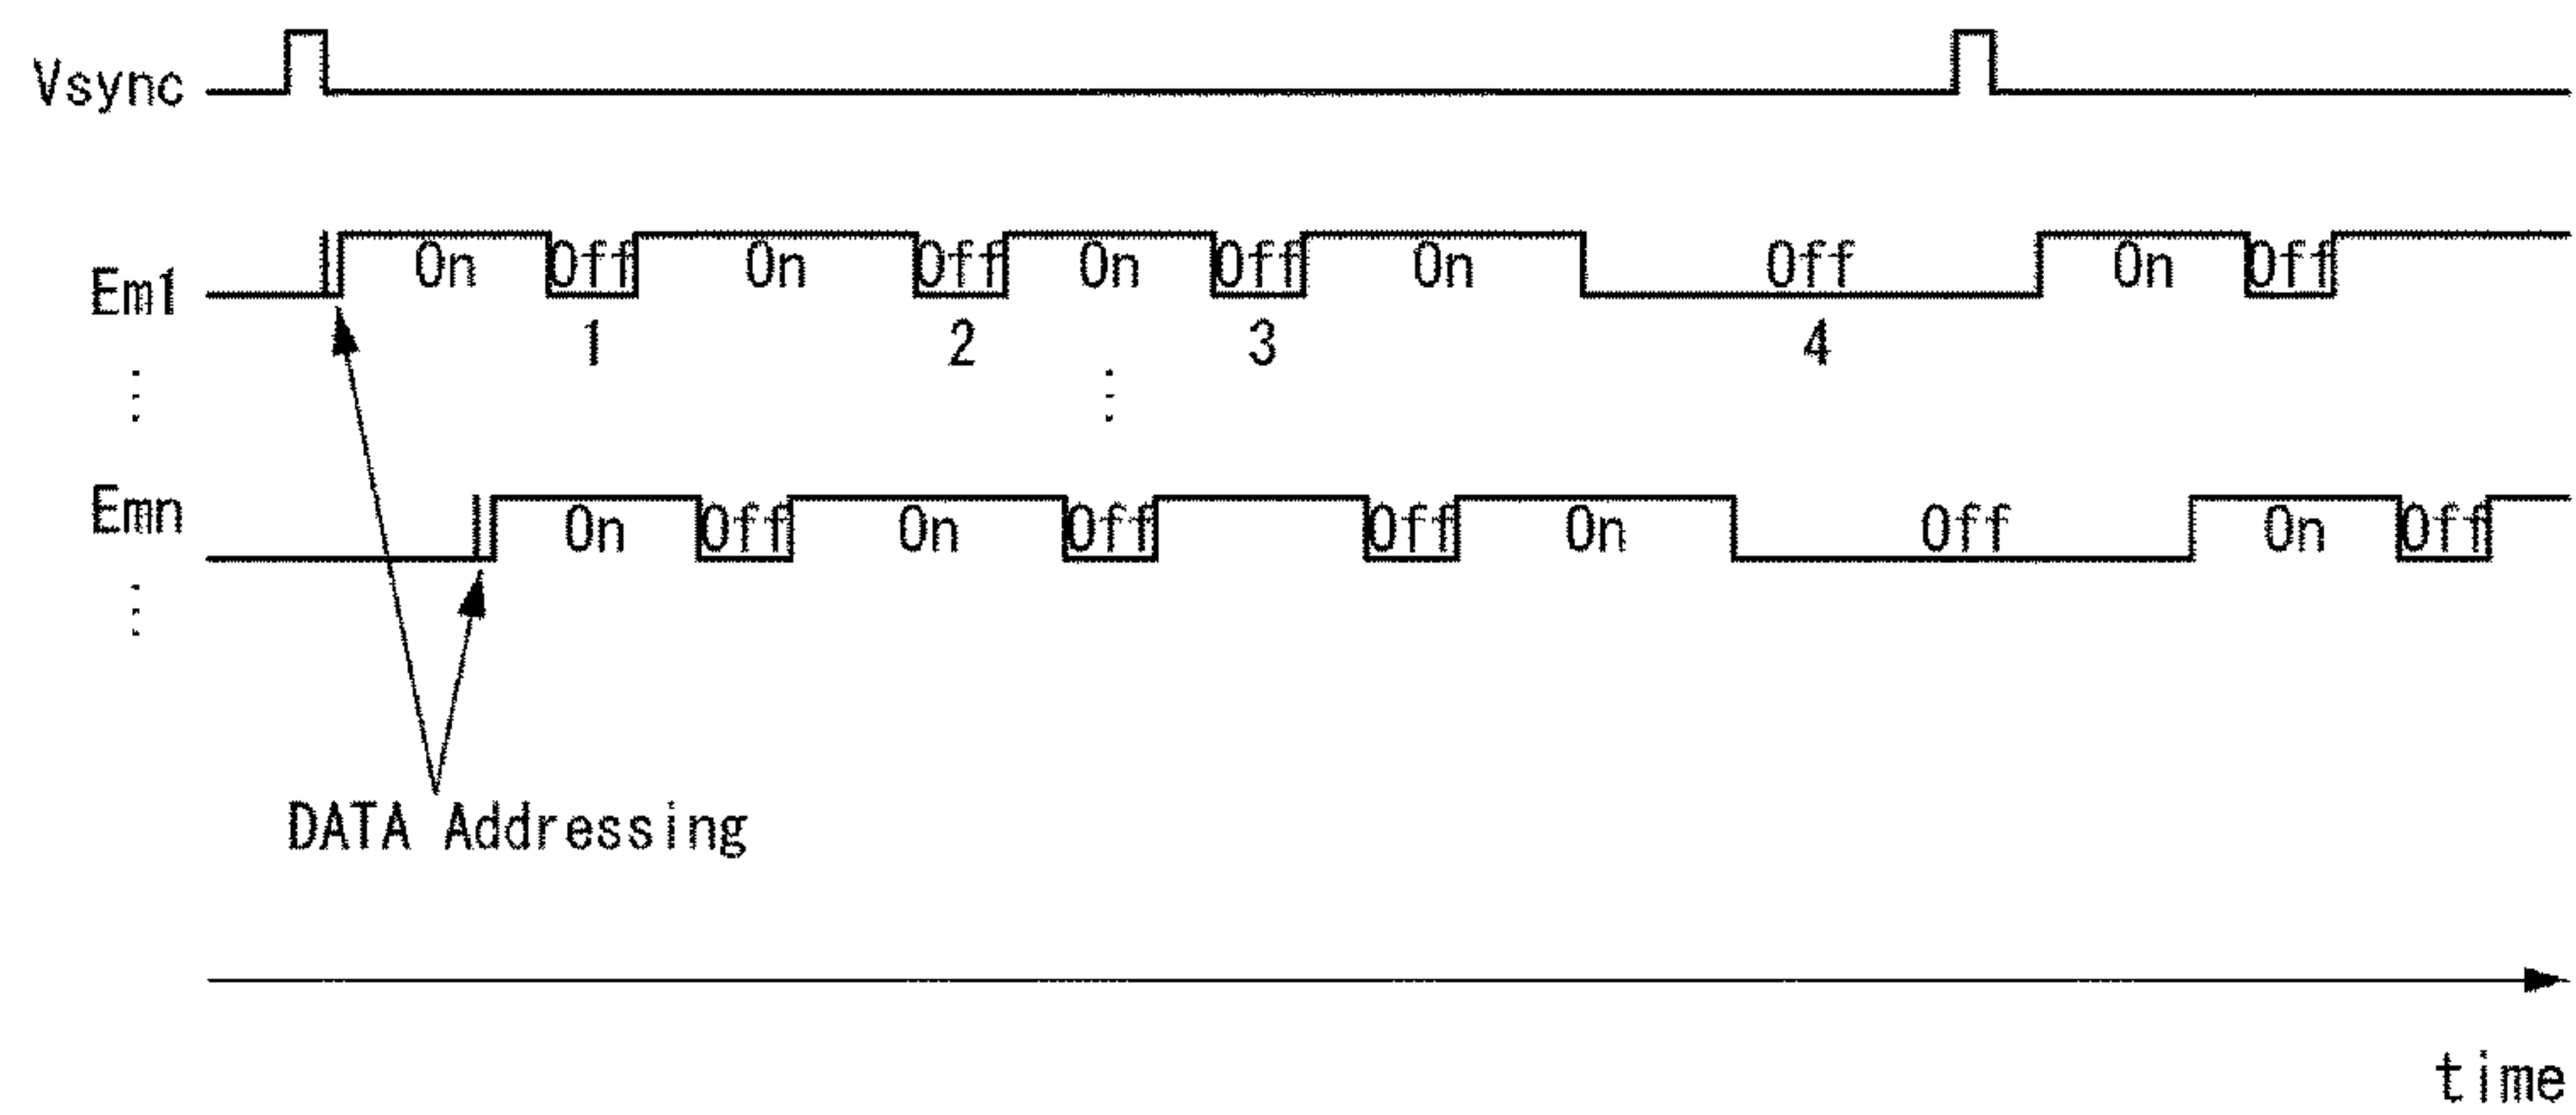 Vsync
Em1 On Off On Off On Off On Off On Off
1 2 3 4
Emn On Off On Off Off On Off On Off
DATA Addressing
time